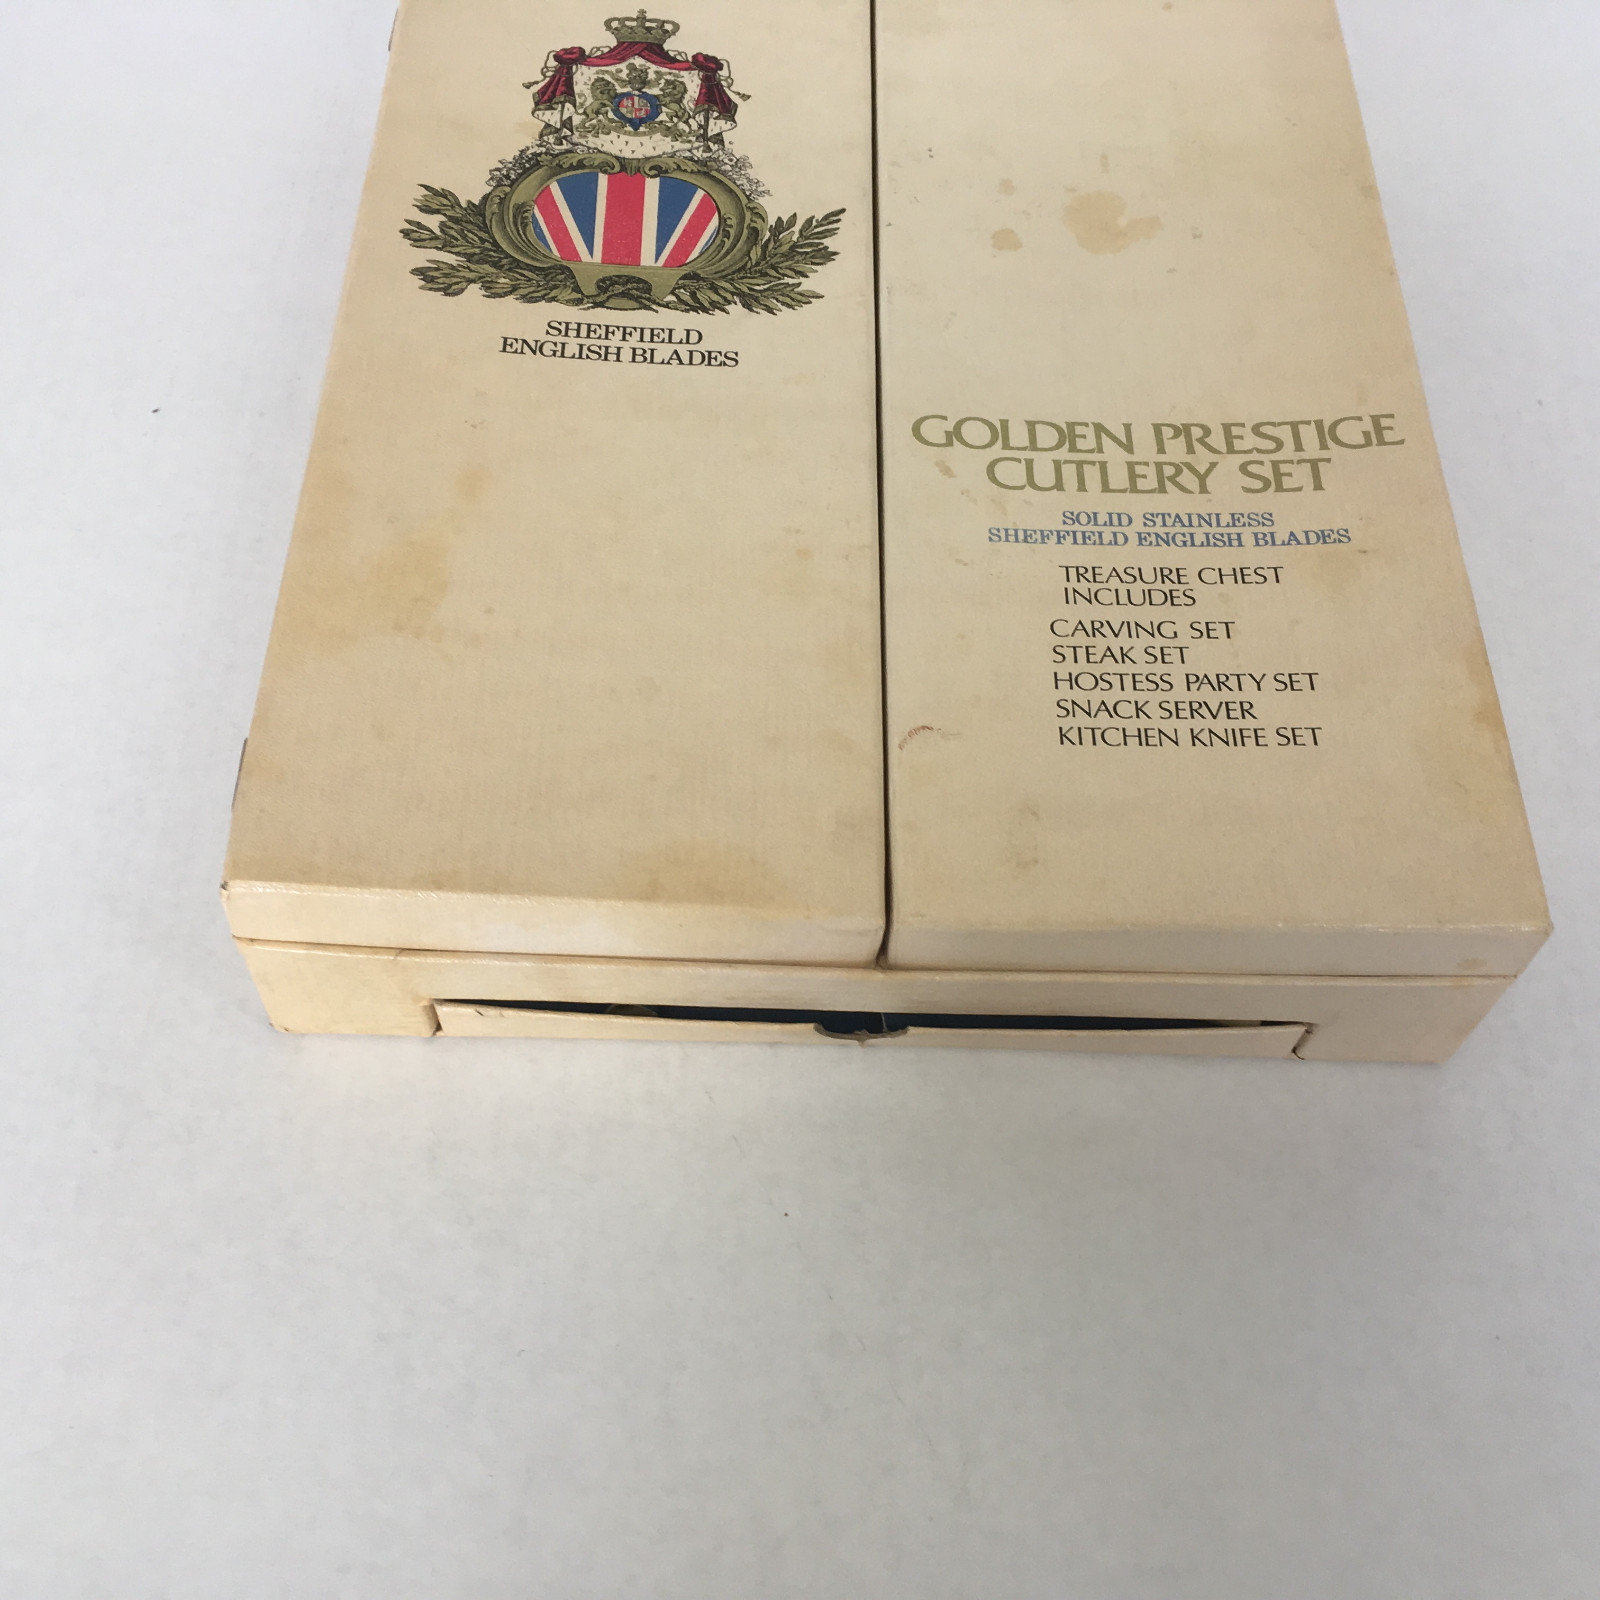 SHEFFIELD
ENGLISH BLADES
GOLDEN PRESTIGE
CUTLERY SET
SOLID STAINLESS
SHEFFIELD ENGLISH BLADES
TREASURE CHEST
INCLUDES
CARVING SET
STEAK SET
HOSTESS PARTY SET
SNACK SERVER
KITCHEN KNIFE SET